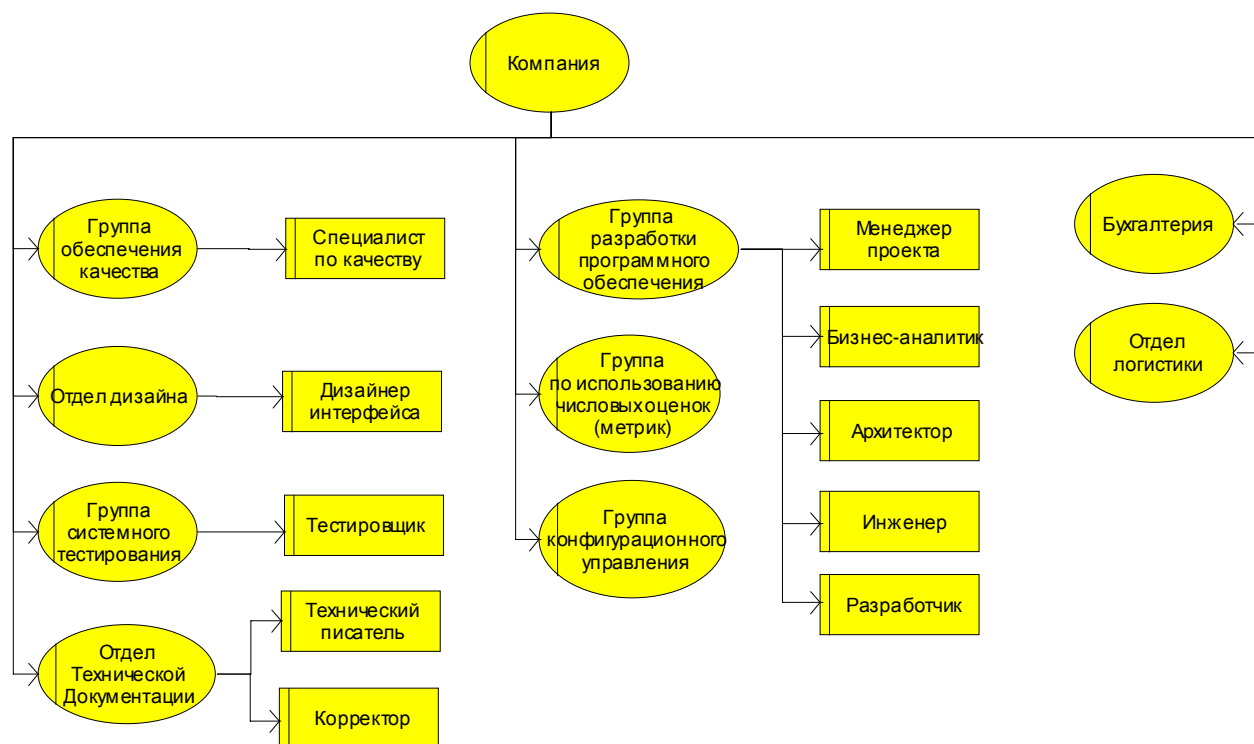 Компания
Группа
обеспечения
качества
Специалист
по качеству
Отдел дизайна
Дизайнер
интерфейса
Группа
системного
тестирования
Тестировщик
Отдел
Технической
Документации
Технический
писатель
Корректор
Группа
разработки
программного
обеспечения
Менеджер
проекта
Бизнес-аналитик
Архитектор
Инженер
Разработчик
Группа
по использованию
числовых оценок
(метрик)
Группа
конфигурационного
управления
Бухгалтерия
Отдел
логистики